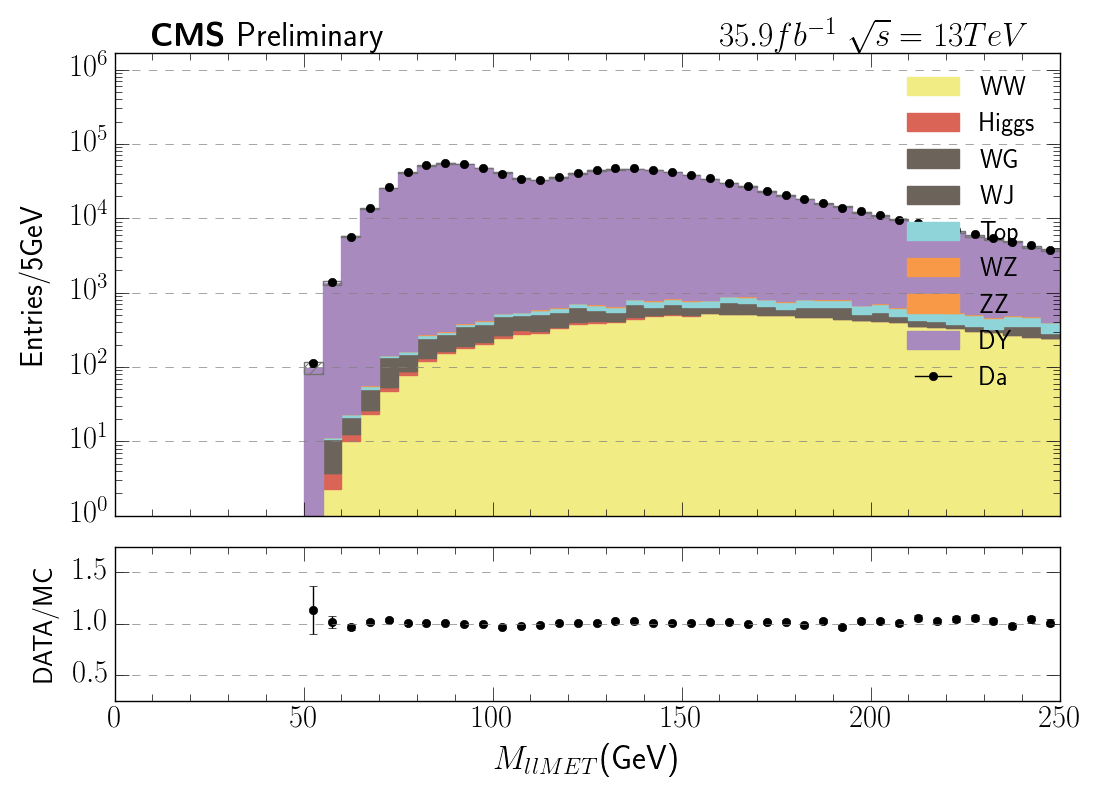 CMS Preliminary 35.9fb⁻¹ √s = 13TeV
Entries/5GeV
10⁶
10⁵
10⁴
10³
10²
10¹
10⁰
WW
Higgs
WG
WJ
Top
WZ
ZZ
DY
Da
DATA/MC
1.5
1.0
0.5
0 50 100 150 200 250
M_{llMET}(GeV)